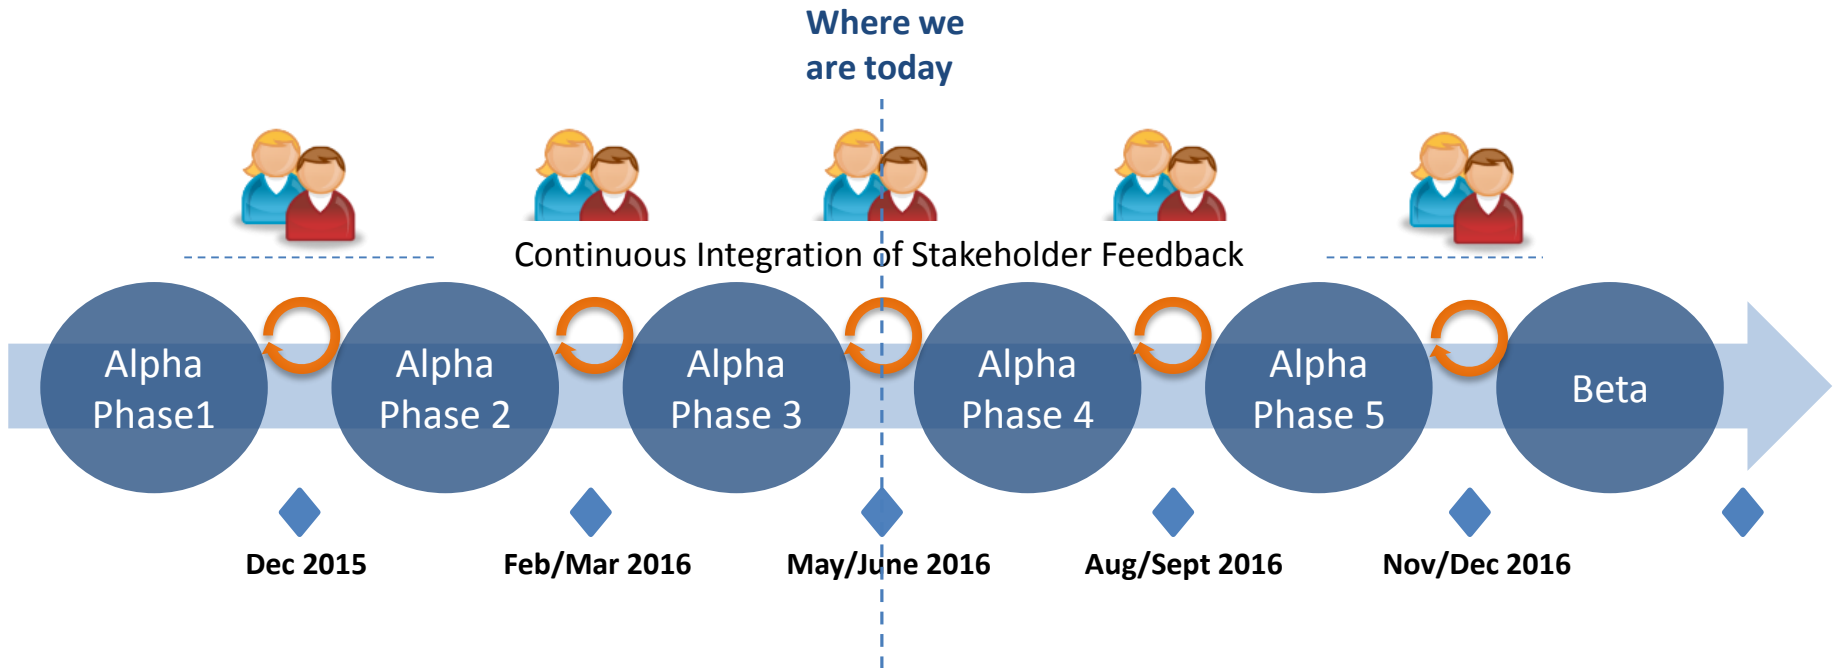 Where we
are today
Continuous Integration of Stakeholder Feedback
Alpha
Phase1
Alpha
Phase 2
Alpha
Phase 3
Alpha
Phase 4
Alpha
Phase 5
Beta
Dec 2015
Feb/Mar 2016
May/June 2016
Aug/Sept 2016
Nov/Dec 2016